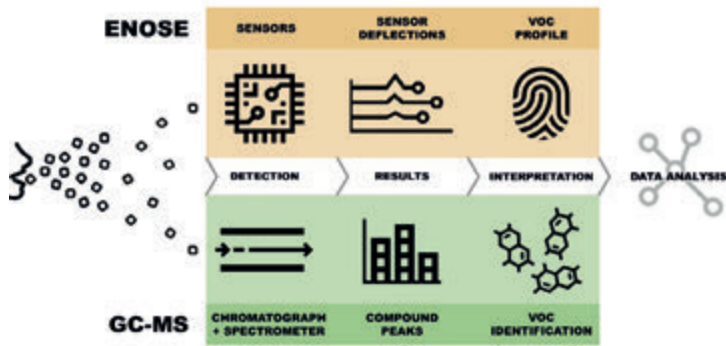 ENOSE
SENSORS
SENSOR
DEFLECTIONS
VOC
PROFILE
DETECTION
RESULTS
INTERPRETATION
DATA ANALYSIS
GC-MS
CHROMATOGRAPH
+ SPECTROMETER
COMPOUND
PEAKS
VOC
IDENTIFICATION